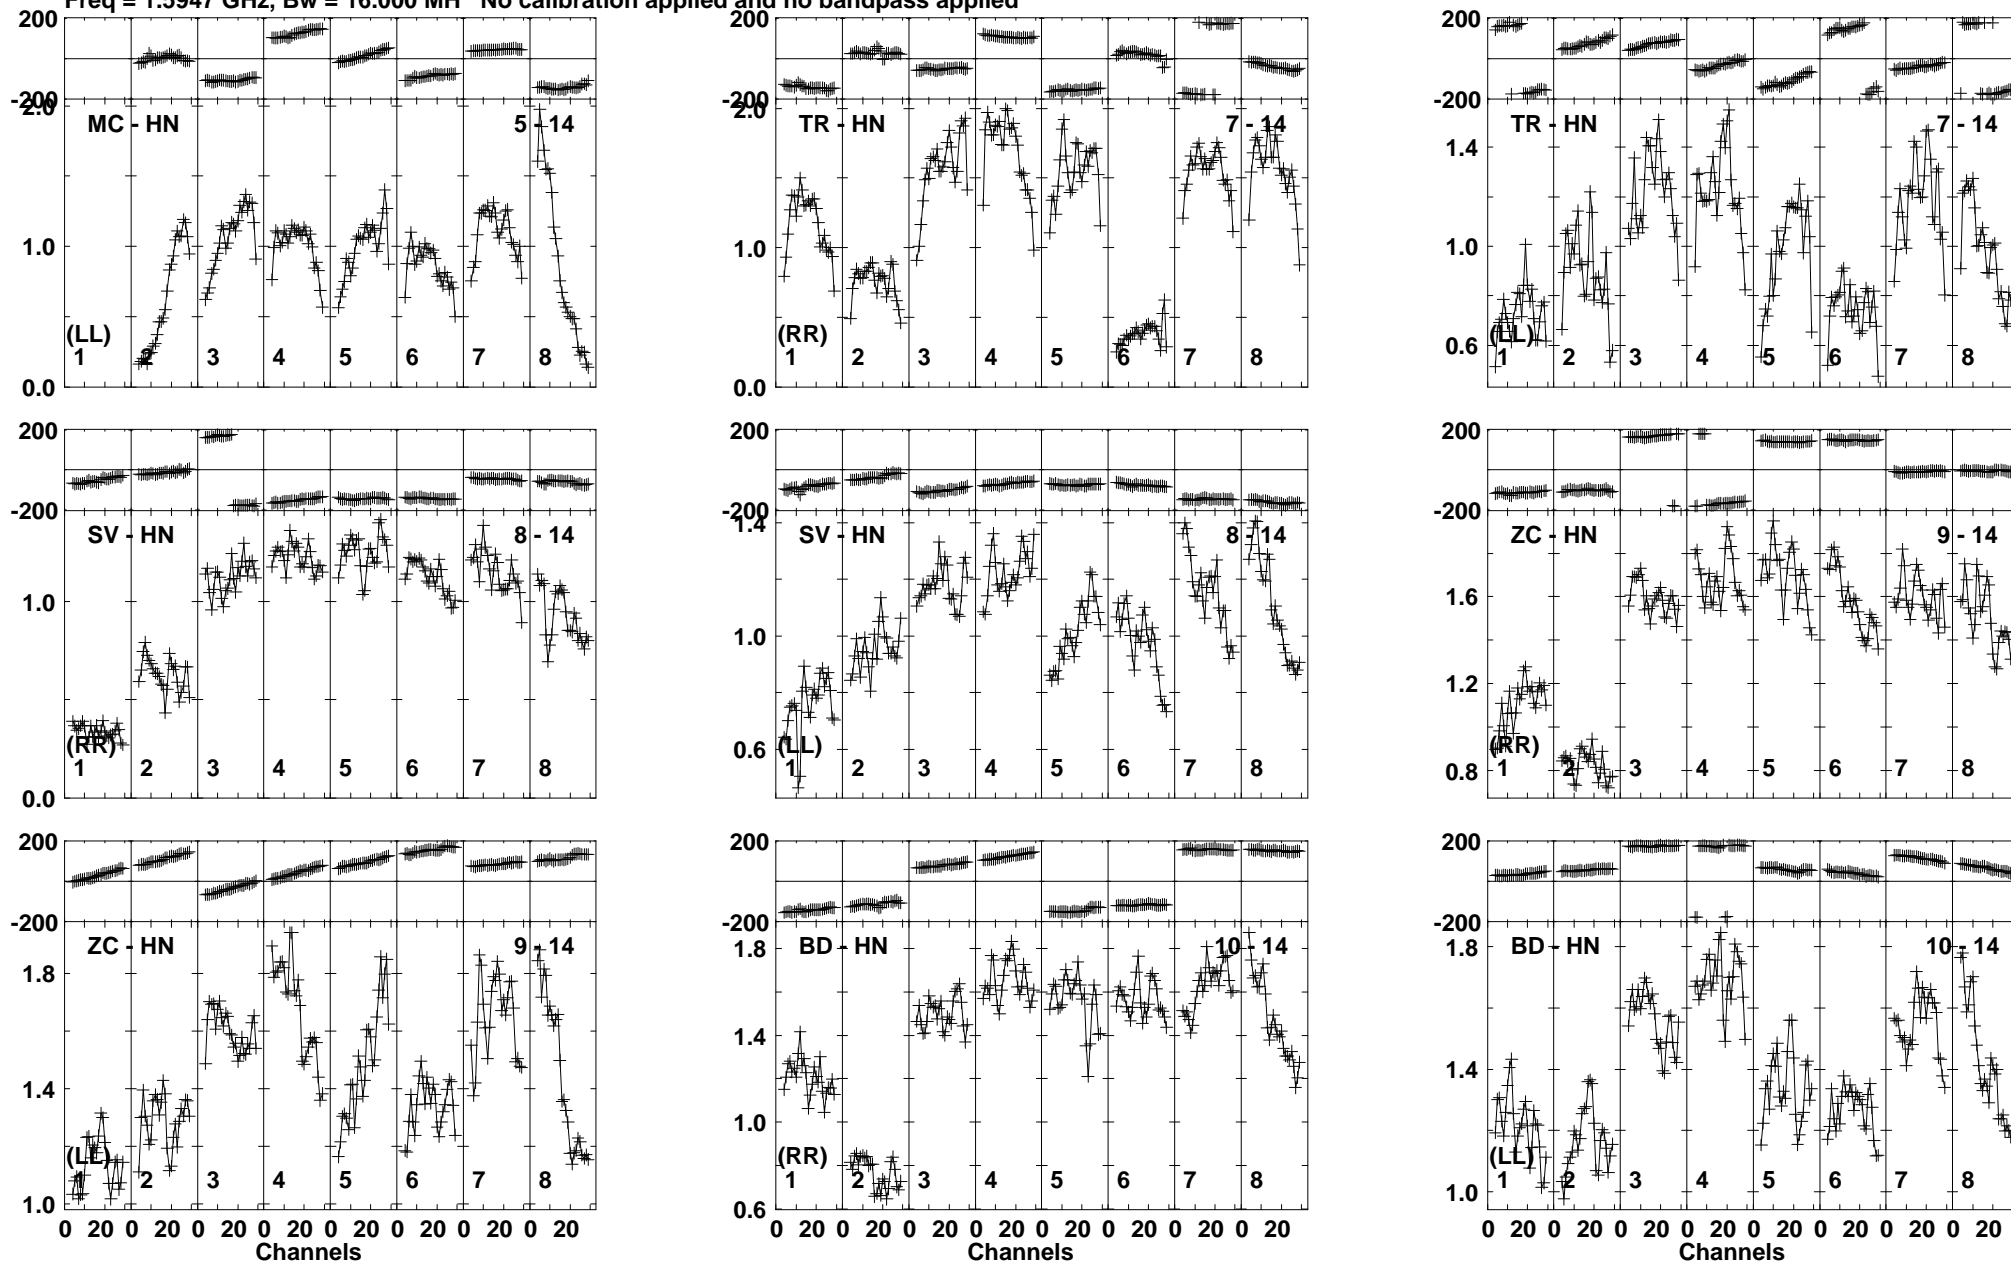 Freq = 1.5947 GHz, Bw = 16.000 MH No calibration applied and no bandpass applied
200 200 200
-200 -200 -200
2.0 MC - HN 5 - 14 2.0 TR - HN 7 - 14 TR - HN 7 - 14
1.4
1.0 1.0 1.0
(LL) (RR) 0.6 (LL)
1 2 3 4 5 6 7 8 1 2 3 4 5 6 7 8 1 2 3 4 5 6 7 8
0.0 0.0
200 200 200
-200 -200 -200
SV - HN 8 - 14 1.4 SV - HN 8 - 14 ZC - HN 9 - 14
1.6
1.0 1.0
1.2
(RR) 0.6 (LL) (RR)
1 2 3 4 5 6 7 8 1 2 3 4 5 6 7 8 0.8 1 2 3 4 5 6 7 8
0.0
200 200 200
-200 -200 -200
ZC - HN 9 - 14 1.8 BD - HN 10 - 14 1.8 BD - HN 10 - 14
1.8
1.4 1.4 1.4
1.0
(LL) (RR) (LL)
1 2 3 4 5 6 7 8 1 2 3 4 5 6 7 8 1 2 3 4 5 6 7 8
1.0 0.6 1.0
0 20 0 20 0 20 0 20 0 20 0 20 0 20 0 20 0 20 0 20 0 20 0 20 0 20 0 20 0 20 0 20 0 20 0 20 0 20 0 20 0 20 0 20 0 20 0 20
Channels Channels